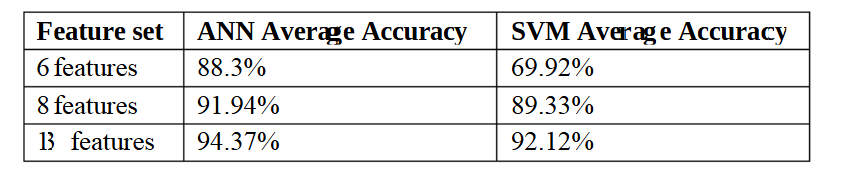 Feature set ANN Average Accuracy SVM Average Accuracy
6 features 88.3% 69.92%
8 features 91.94% 89.33%
13 features 94.37% 92.12%